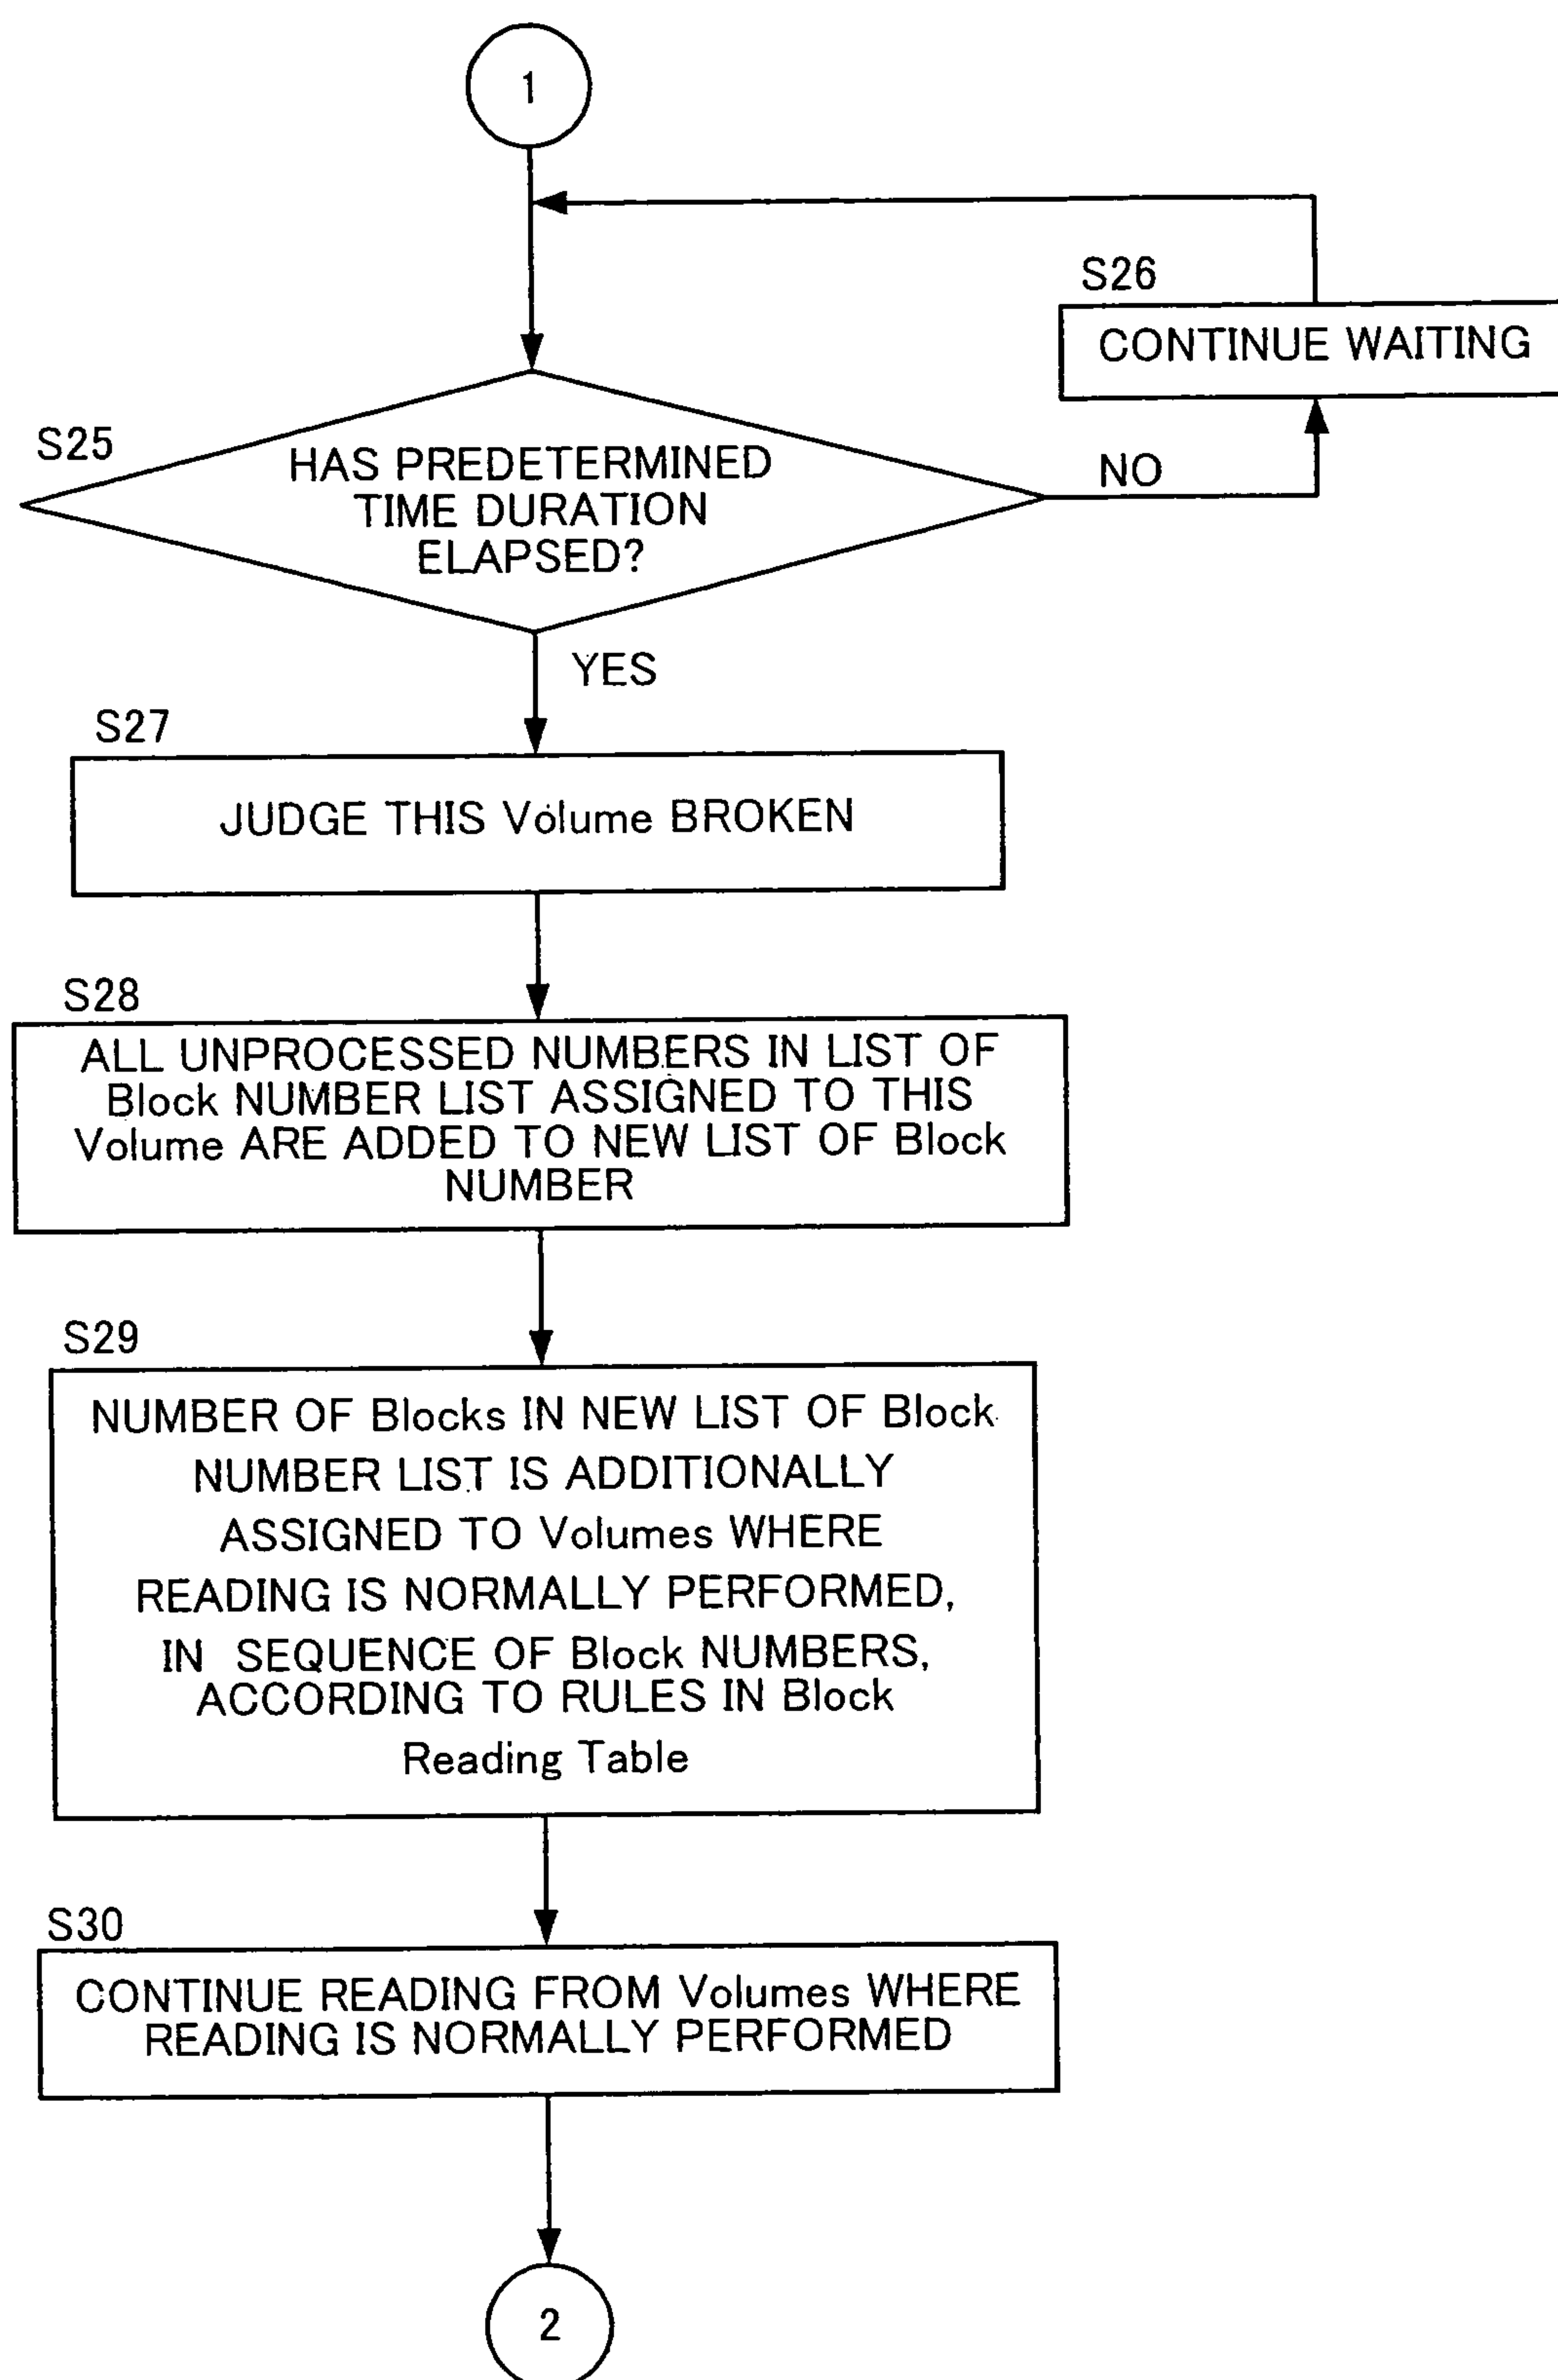 1
S26
CONTINUE WAITING
S25
HAS PREDETERMINED
TIME DURATION
ELAPSED?
NO
YES
S27
JUDGE THIS Volume BROKEN
S28
ALL UNPROCESSED NUMBERS IN LIST OF
Block NUMBER LIST ASSIGNED TO THIS
Volume ARE ADDED TO NEW LIST OF Block
NUMBER
S29
NUMBER OF Blocks IN NEW LIST OF Block
NUMBER LIST IS ADDITIONALLY
ASSIGNED TO Volumes WHERE
READING IS NORMALLY PERFORMED,
IN SEQUENCE OF Block NUMBERS,
ACCORDING TO RULES IN Block
Reading Table
S30
CONTINUE READING FROM Volumes WHERE
READING IS NORMALLY PERFORMED
2